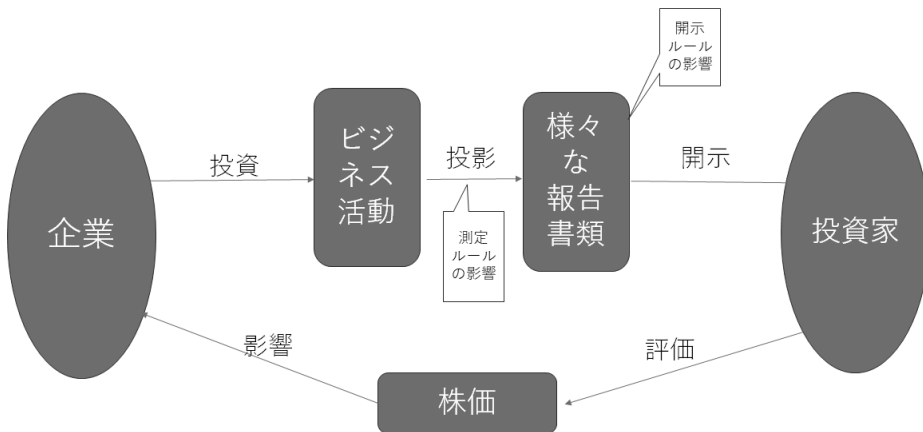 開示
ルール
の影響
企業
投資
ビジ
ネス
活動
投影
測定
ルール
の影響
様々
な
報告
書類
開示
投資家
影響
株価
評価